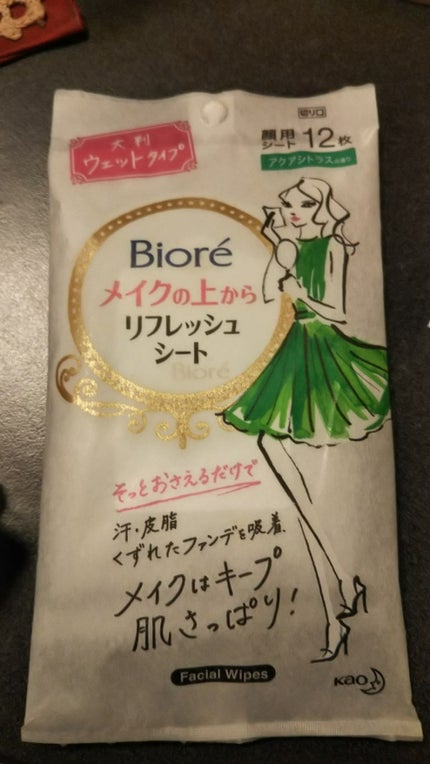 切り口
大判
ウェットタイプ
顔用
シート 12枚
アクアシトラスの香り
Bioré
メイクの上から
リフレッシュ
シート
Bioré
そっとおさえるだけで
汗・皮脂
くずれたファンデを吸着
メイクはキープ
肌さっぱり!
Facial Wipes
Kao